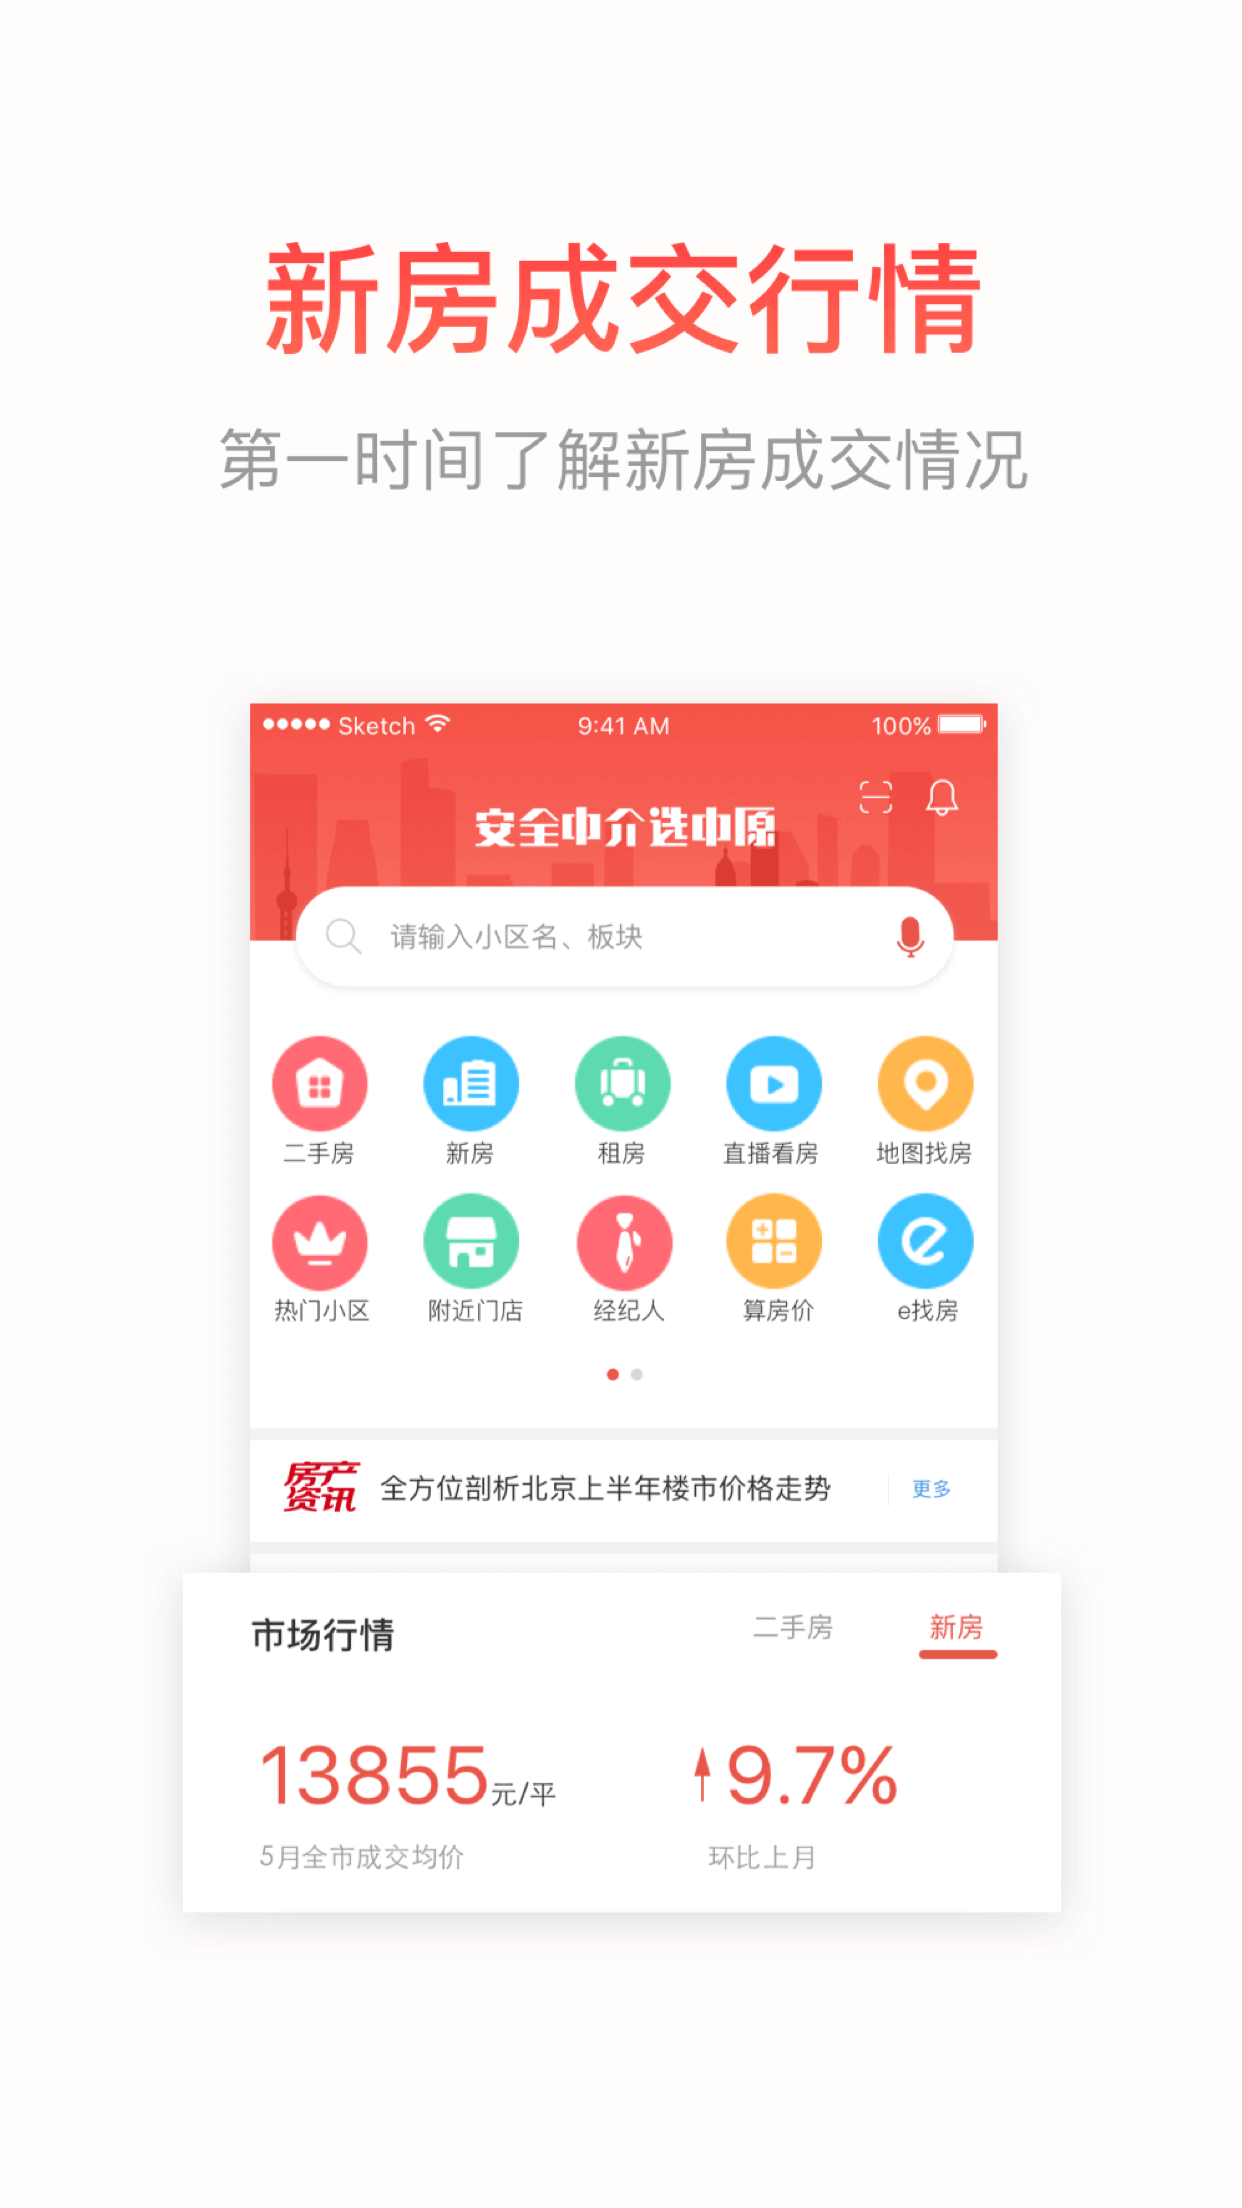 新房成交行情
第一时间了解新房成交情况
Sketch 9:41 AM 100%
安全中介选中原
请输入小区名、板块
二手房 新房 租房 直播看房 地图找房
热门小区 附近门店 经纪人 算房价 e找房
房产资讯 全方位剖析北京上半年楼市价格走势 更多
市场行情 二手房 新房
13855元/平 9.7%
5月全市成交均价 环比上月